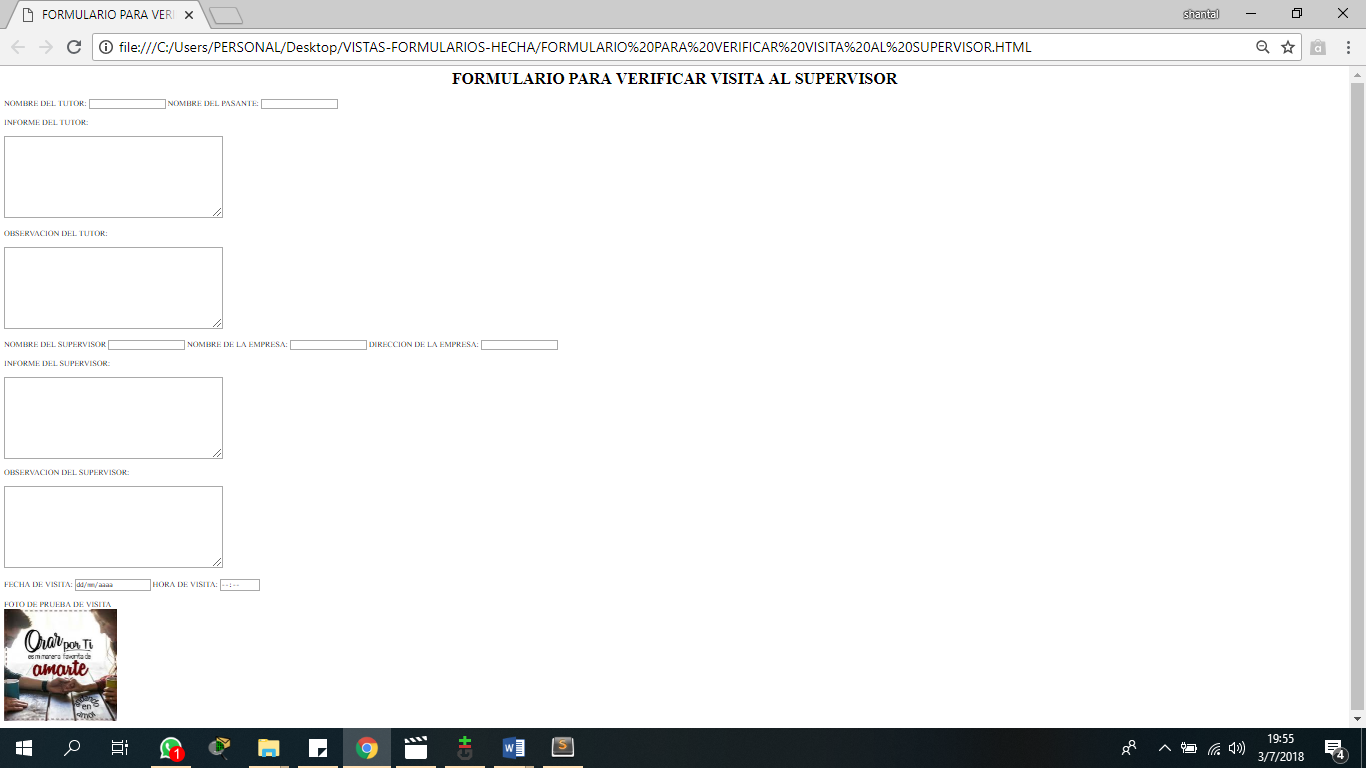 FORMULARIO PARA VERI
shantal
file:///C:/Users/PERSONAL/Desktop/VISTAS-FORMULARIOS-HECHA/FORMULARIO%20PARA%20VERIFICAR%20VISITA%20AL%20SUPERVISOR.HTML
FORMULARIO PARA VERIFICAR VISITA AL SUPERVISOR
NOMBRE DEL TUTOR: NOMBRE DEL PASANTE:
INFORME DEL TUTOR:
OBSERVACION DEL TUTOR:
NOMBRE DEL SUPERVISOR NOMBRE DE LA EMPRESA: DIRECCION DE LA EMPRESA:
INFORME DEL SUPERVISOR:
OBSERVACION DEL SUPERVISOR:
FECHA DE VISITA: dd/mm/aaaa HORA DE VISITA: --:--
FOTO DE PRUEBA DE VISITA
Orar por Ti
es mi manera favorita de
amarte
en
amor
1
19:55
3/7/2018
4